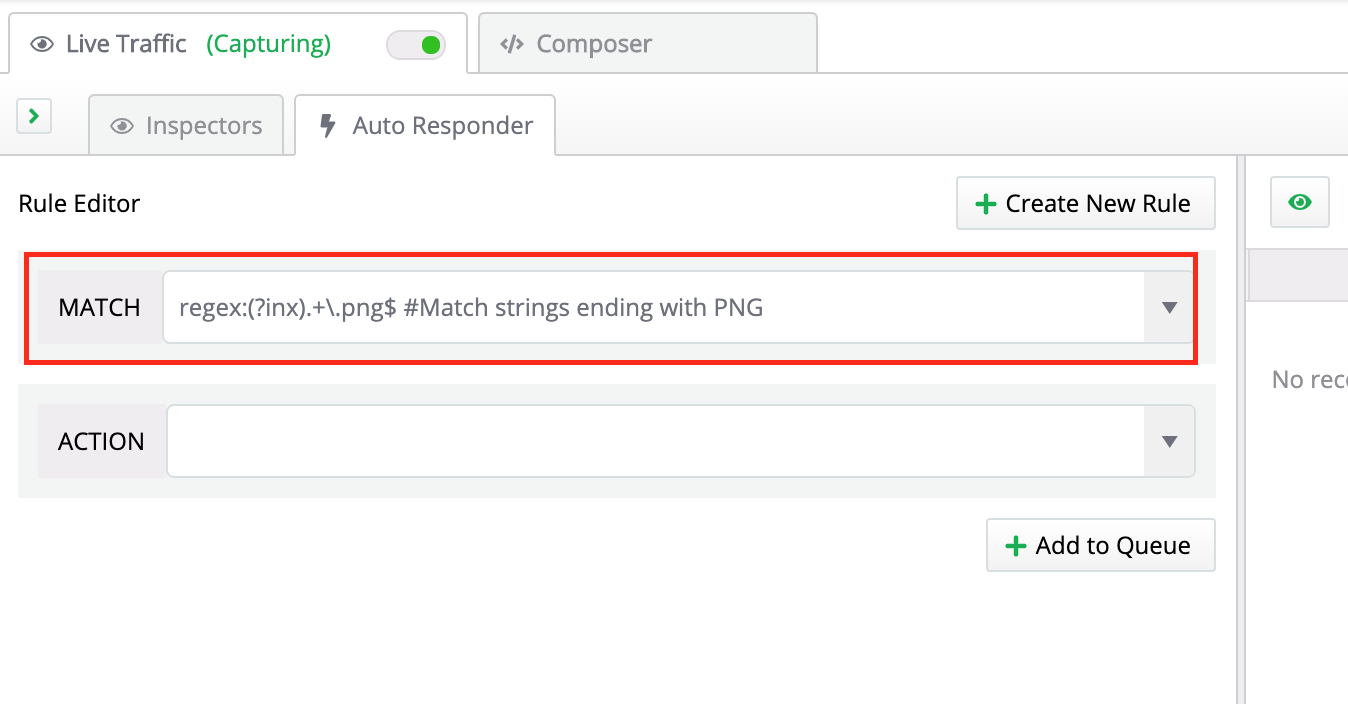 Live Traffic (Capturing)
</> Composer
Inspectors
Auto Responder
Rule Editor
Create New Rule
MATCH
regex:(?inx).+\.png$ #Match strings ending with PNG
No rec
ACTION
Add to Queue